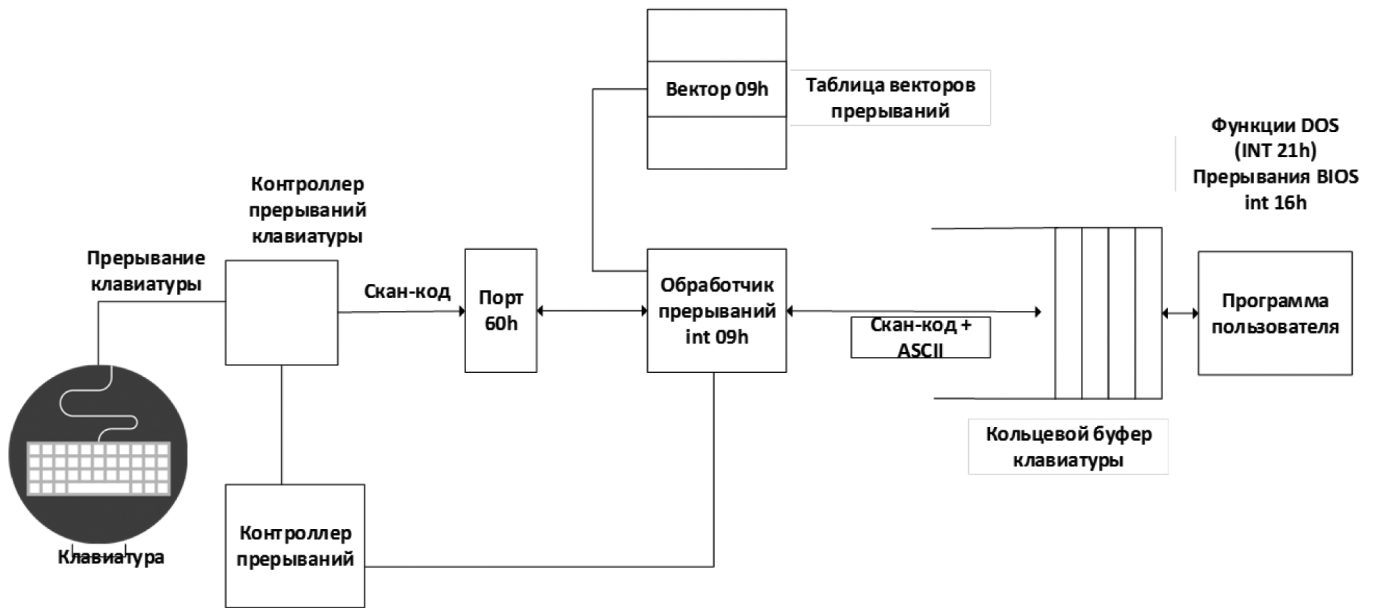 Вектор 09h
Таблица векторов
прерываний
Функции DOS
(INT 21h)
Прерывания BIOS
int 16h
Контроллер
прерываний
клавиатуры
Прерывание
клавиатуры
Скан-код
Порт
60h
Обработчик
прерываний
int 09h
Скан-код +
ASCII
Программа
пользователя
Кольцевой буфер
клавиатуры
Контроллер
прерываний
Клавиатура